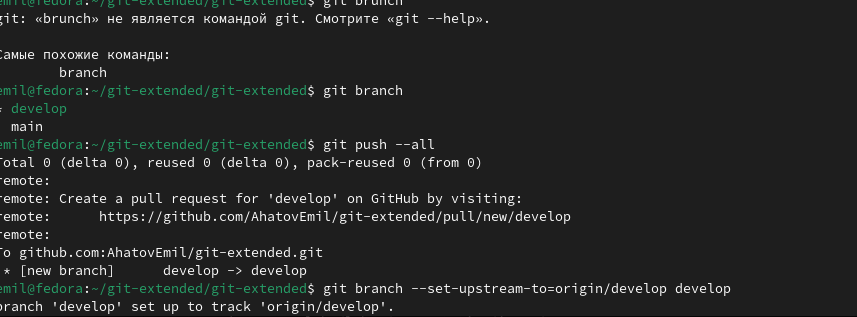 emil@fedora:~/git-extended/git-extended$ git brunch
git: «brunch» не является командой git. Смотрите «git --help».
Самые похожие команды:
branch
emil@fedora:~/git-extended/git-extended$ git branch
* develop
main
emil@fedora:~/git-extended/git-extended$ git push --all
Total 0 (delta 0), reused 0 (delta 0), pack-reused 0 (from 0)
remote:
remote: Create a pull request for 'develop' on GitHub by visiting:
remote:      https://github.com/AhatovEmil/git-extended/pull/new/develop
remote:
To github.com:AhatovEmil/git-extended.git
* [new branch]      develop -> develop
emil@fedora:~/git-extended/git-extended$ git branch --set-upstream-to=origin/develop develop
branch 'develop' set up to track 'origin/develop'.